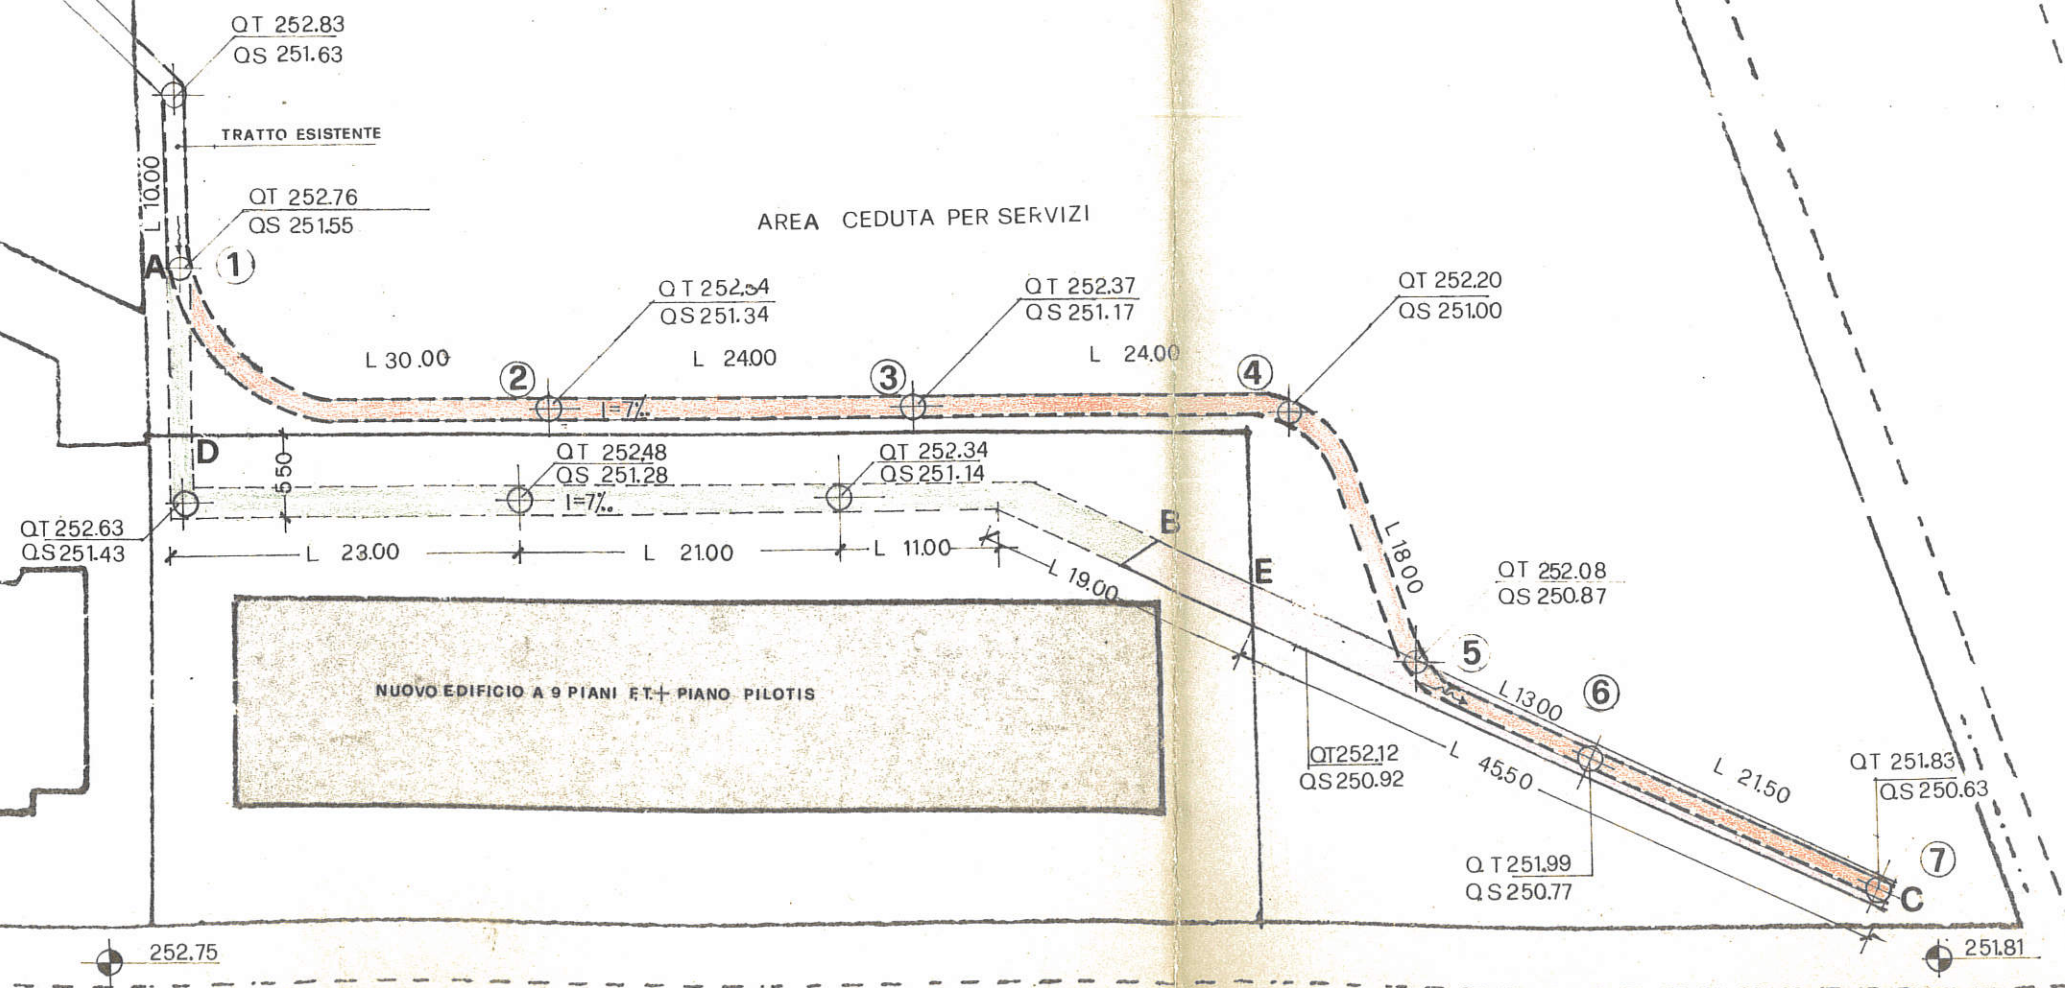 QT 252.83
QS 251.63
TRATTO ESISTENTE
L 10.00
QT 252.76
QS 251.55
A
1
AREA CEDUTA PER SERVIZI
QT 252.54
QS 251.34
QT 252.37
QS 251.17
QT 252.20
QS 251.00
L 30.00
L 24.00
L 24.00
2
3
4
I=7‰
D
5.50
QT 252.48
QS 251.28
I=7‰
QT 252.34
QS 251.14
QT 252.63
QS 251.43
L 23.00
L 21.00
L 11.00
B
E
L 19.00
L 18.00
QT 252.08
QS 250.87
5
6
L 13.00
NUOVO EDIFICIO A 9 PIANI F.T.+ PIANO PILOTIS
QT 252.12
QS 250.92
L 45.50
L 21.50
QT 251.83
QS 250.63
QT 251.99
QS 250.77
7
C
252.75
251.81